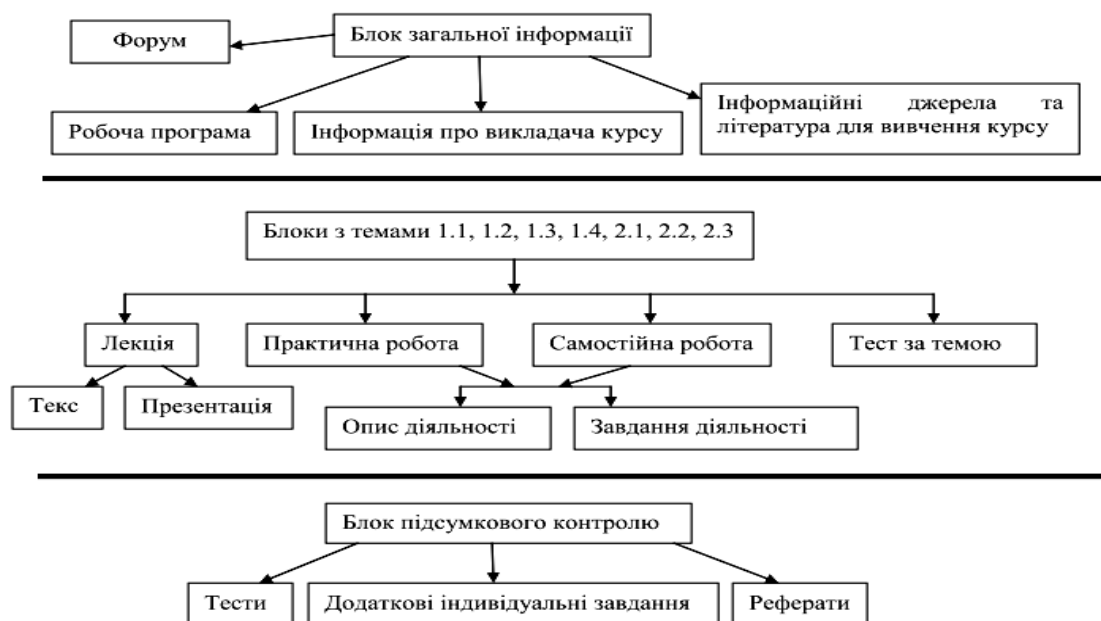 Форум
Блок загальної інформації
Робоча програма
Інформація про викладача курсу
Інформаційні джерела та
література для вивчення курсу
Блоки з темами 1.1, 1.2, 1.3, 1.4, 2.1, 2.2, 2.3
Лекція
Практична робота
Самостійна робота
Тест за темою
Текс
Презентація
Опис діяльності
Завдання діяльності
Блок підсумкового контролю
Тести
Додаткові індивідуальні завдання
Реферати